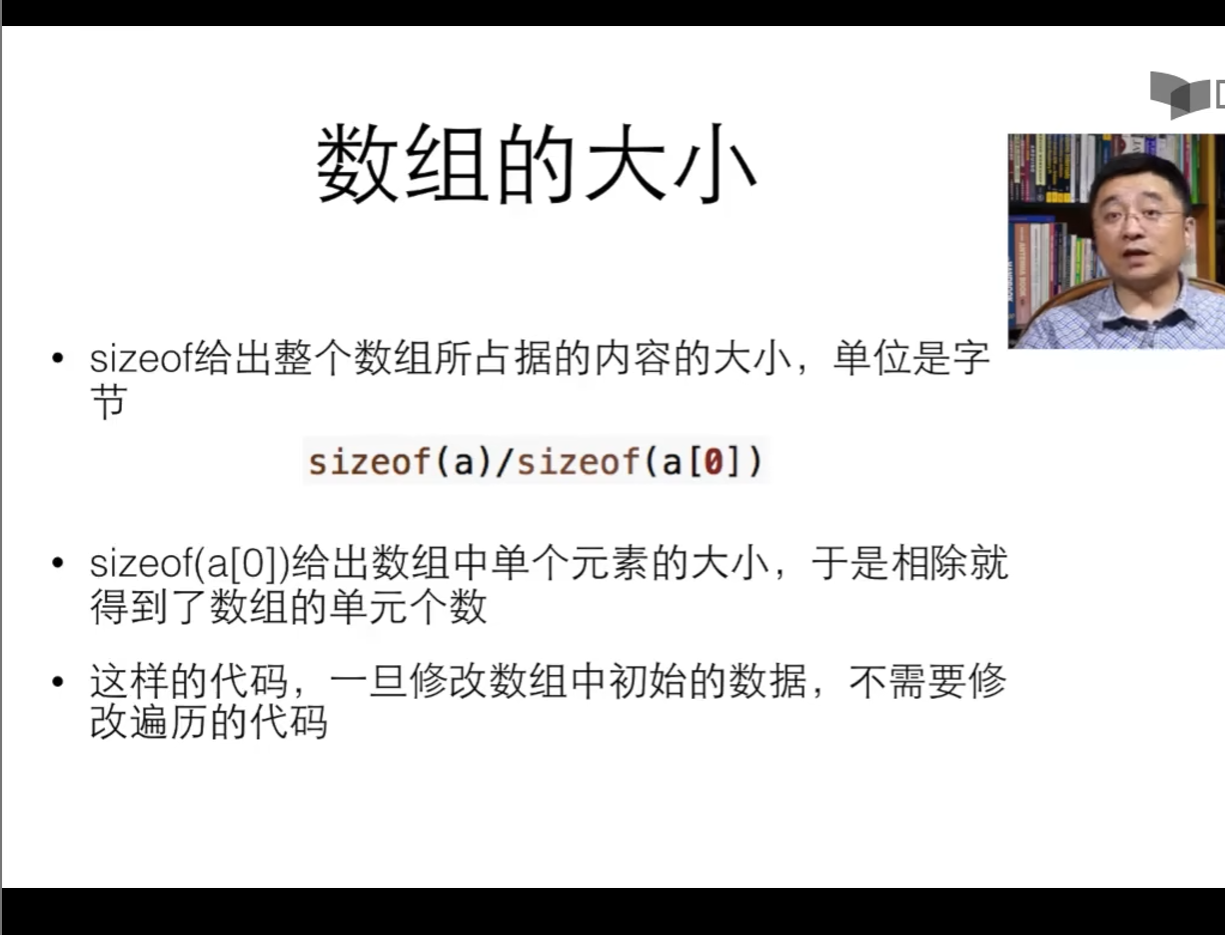 数组的大小
• sizeof给出整个数组所占据的内容的大小，单位是字
节
sizeof(a)/sizeof(a[0])
• sizeof(a[0])给出数组中单个元素的大小，于是相除就
得到了数组的单元个数
• 这样的代码，一旦修改数组中初始的数据，不需要修
改遍历的代码